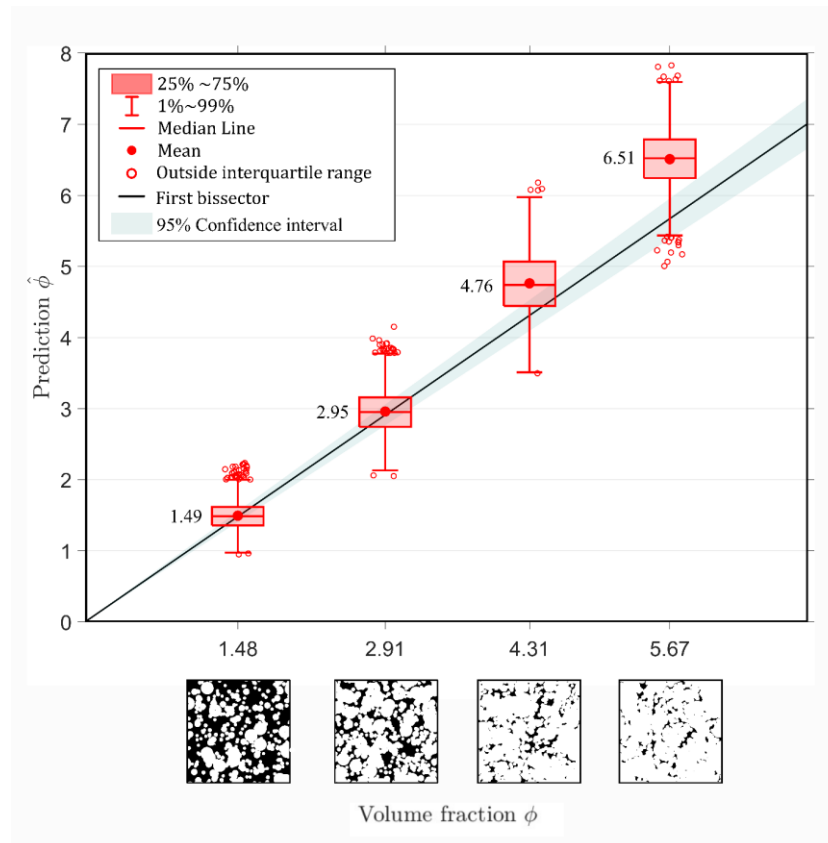 8
25% ~75%
1%~99%
Median Line
Mean
Outside interquartile range
First bissector
95% Confidence interval
7
6.51
6
5
4.76
4
Prediction φ̂
3
2.95
2
1.49
1
0
1.48 2.91 4.31 5.67
Volume fraction ϕ